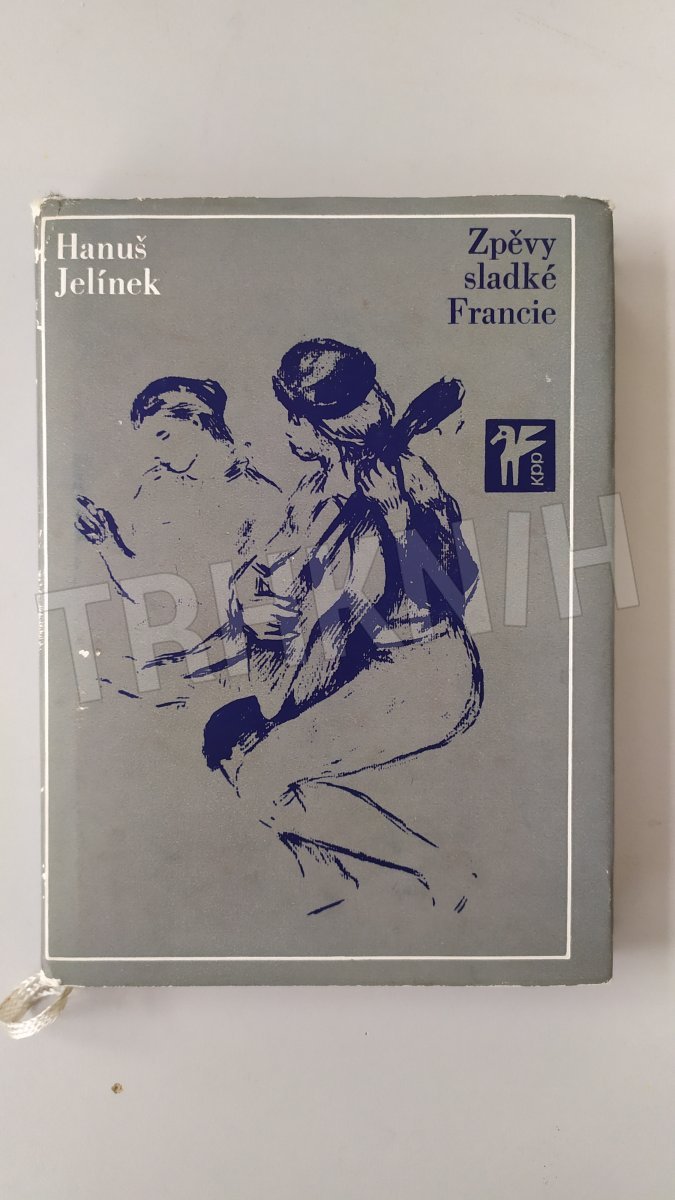 Hanuš
Jelínek
Zpěvy
sladké
Francie
kpp
TRHKNIH